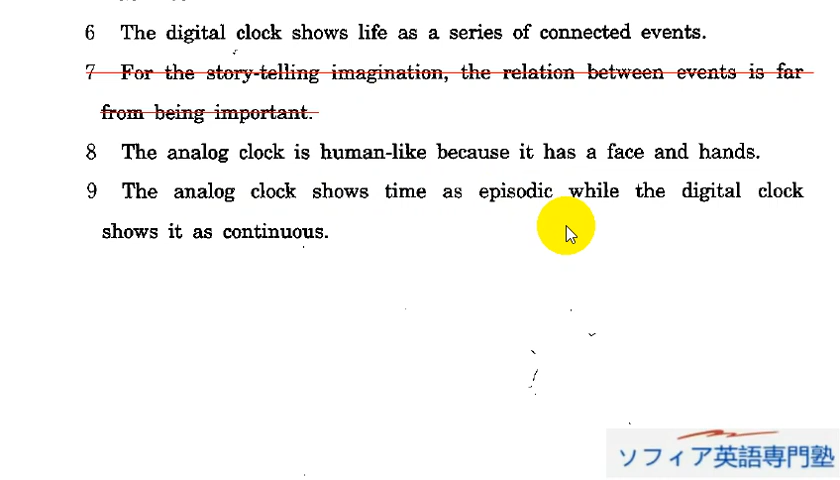 6 The digital clock shows life as a series of connected events.
7 For the story-telling imagination, the relation between events is far
from being important.
8 The analog clock is human-like because it has a face and hands.
9 The analog clock shows time as episodic while the digital clock
shows it as continuous.
ソフィア英語専門塾